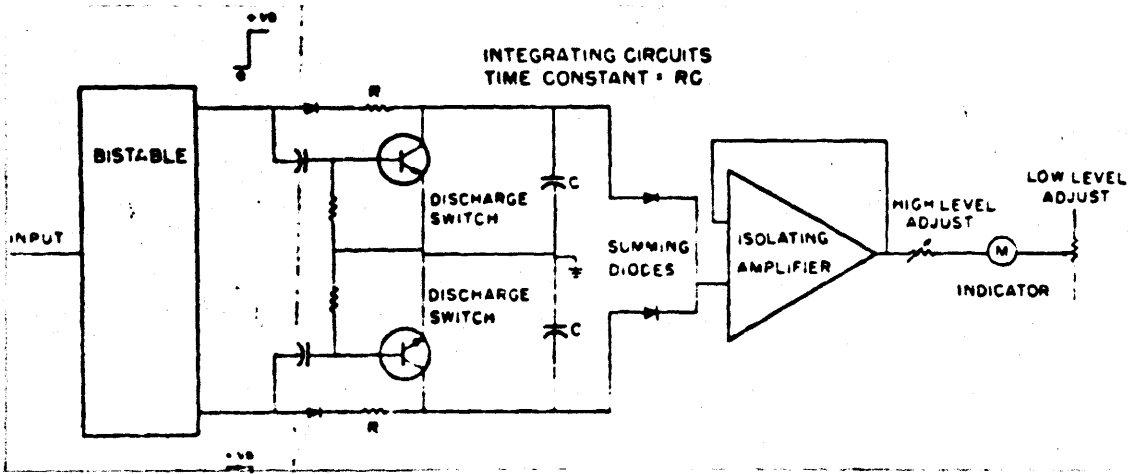 +VB
0
INTEGRATING CIRCUITS
TIME CONSTANT = RC
R
BISTABLE
C
DISCHARGE
SWITCH
LOW LEVEL
ADJUST
HIGH LEVEL
ADJUST
INPUT
SUMMING
DIODES
ISOLATING
AMPLIFIER
M
INDICATOR
DISCHARGE
SWITCH
C
R
+VB